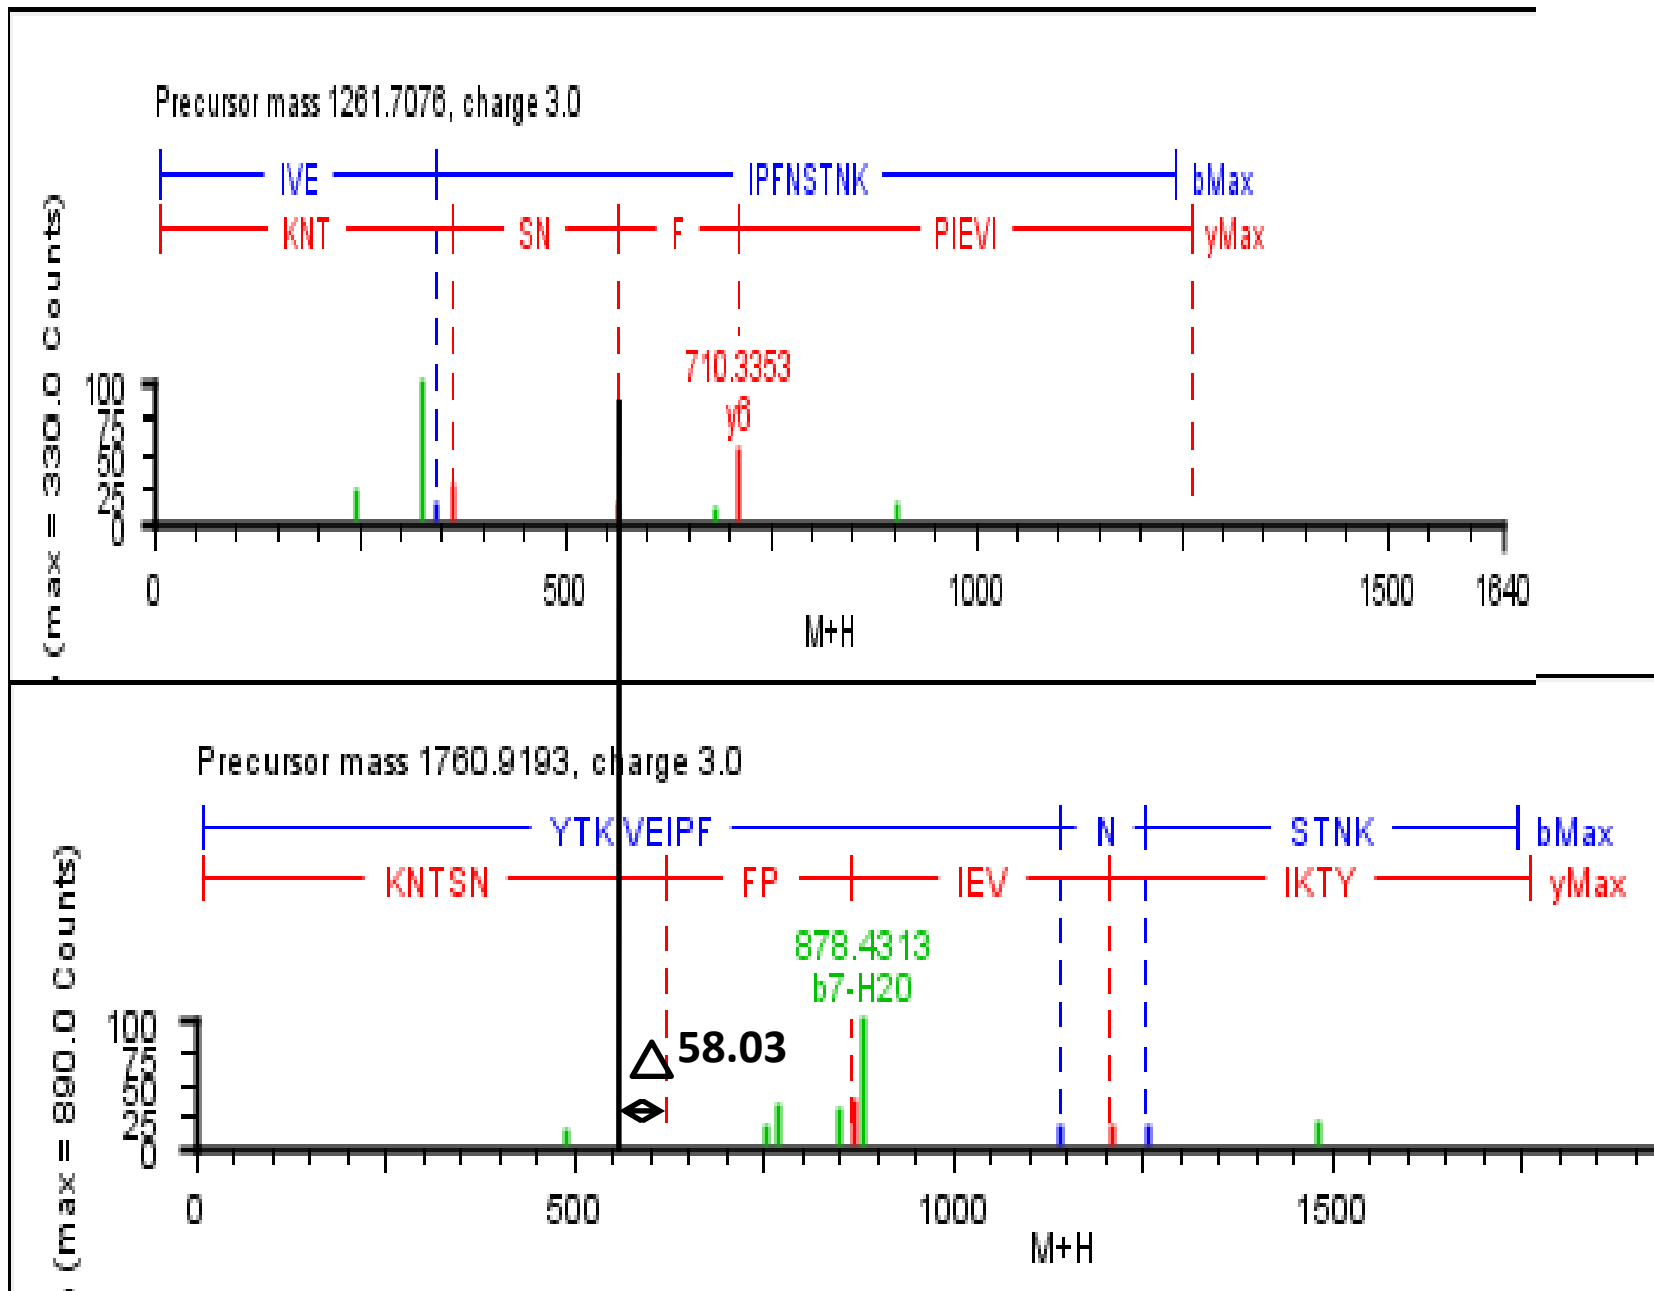 Precursor mass 1261.7076, charge 3.0
IVE IPFNSTNK bMax
KNT SN F PIEVI yMax
710.3353
y6
100
75
50
25
0
0 500 1000 1500 1640
M+H
(max = 330.0 Counts)
Precursor mass 1760.9193, charge 3.0
YTK VEIPF N STNK bMax
KNTSN FP IEV IKTY yMax
878.4313
b7-H20
△ 58.03
100
75
50
25
0
0 500 1000 1500
M+H
(max = 890.0 Counts)